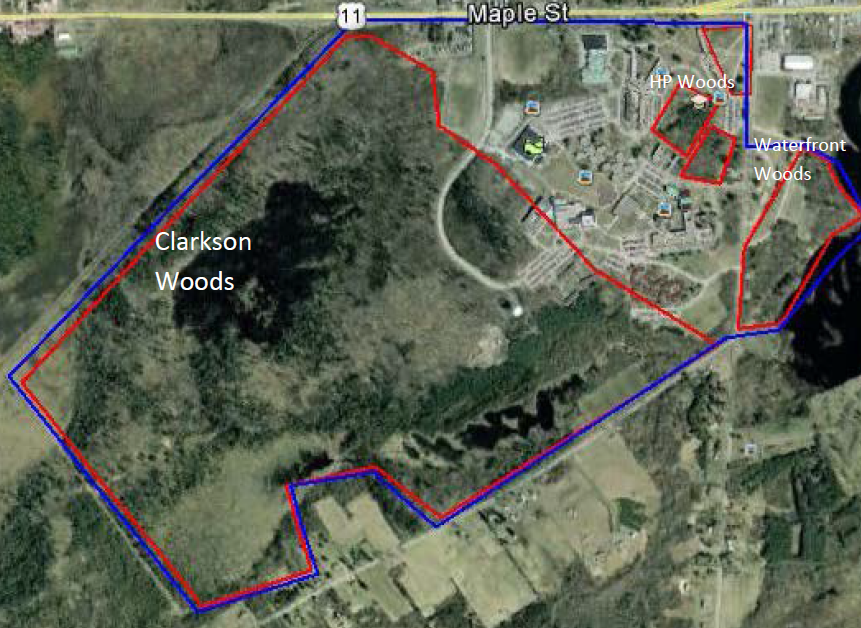 11 Maple St
HP Woods
Waterfront
Woods
Clarkson
Woods